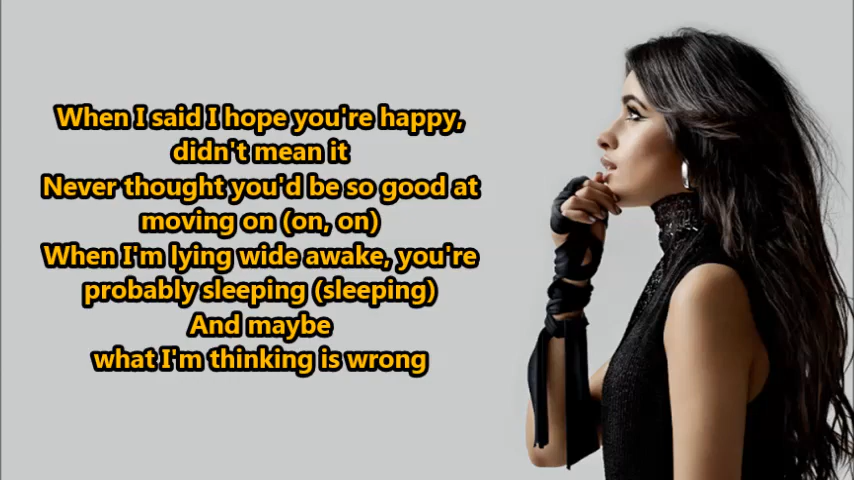 When I said I hope you're happy,
didn't mean it
Never thought you'd be so good at
moving on (on, on)
When I'm lying wide awake, you're
probably sleeping (sleeping)
And maybe
what I'm thinking is wrong